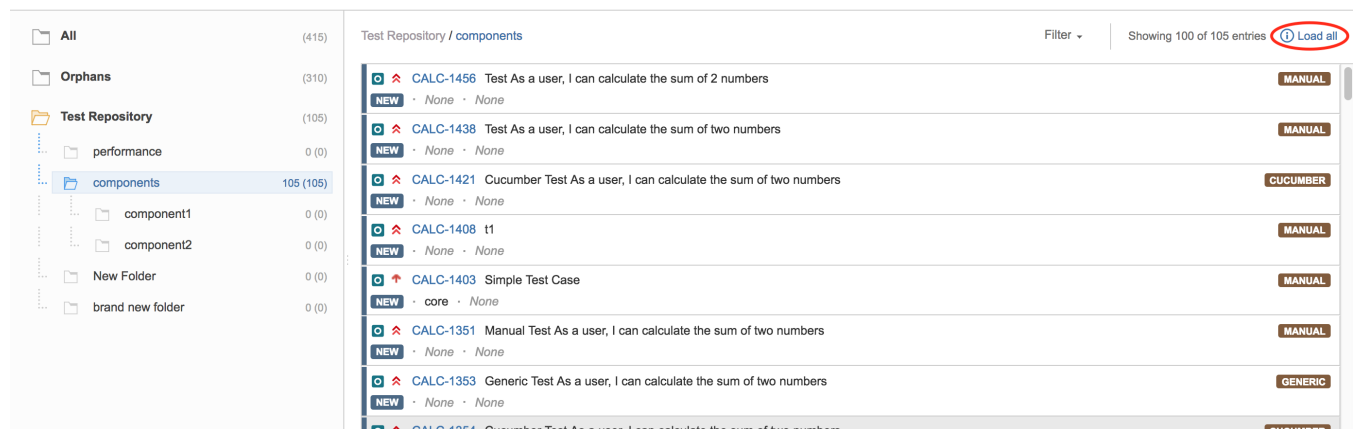 All (415)
Orphans (310)
Test Repository (105)
performance 0 (0)
components 105 (105)
component1 0 (0)
component2 0 (0)
New Folder 0 (0)
brand new folder 0 (0)
Test Repository / components Filter Showing 100 of 105 entries Load all
CALC-1456 Test As a user, I can calculate the sum of 2 numbers MANUAL
NEW · None · None
CALC-1438 Test As a user, I can calculate the sum of two numbers MANUAL
NEW · None · None
CALC-1421 Cucumber Test As a user, I can calculate the sum of two numbers CUCUMBER
NEW · None · None
CALC-1408 t1 MANUAL
NEW · None · None
CALC-1403 Simple Test Case MANUAL
NEW · core · None
CALC-1351 Manual Test As a user, I can calculate the sum of two numbers MANUAL
NEW · None · None
CALC-1353 Generic Test As a user, I can calculate the sum of two numbers GENERIC
NEW · None · None